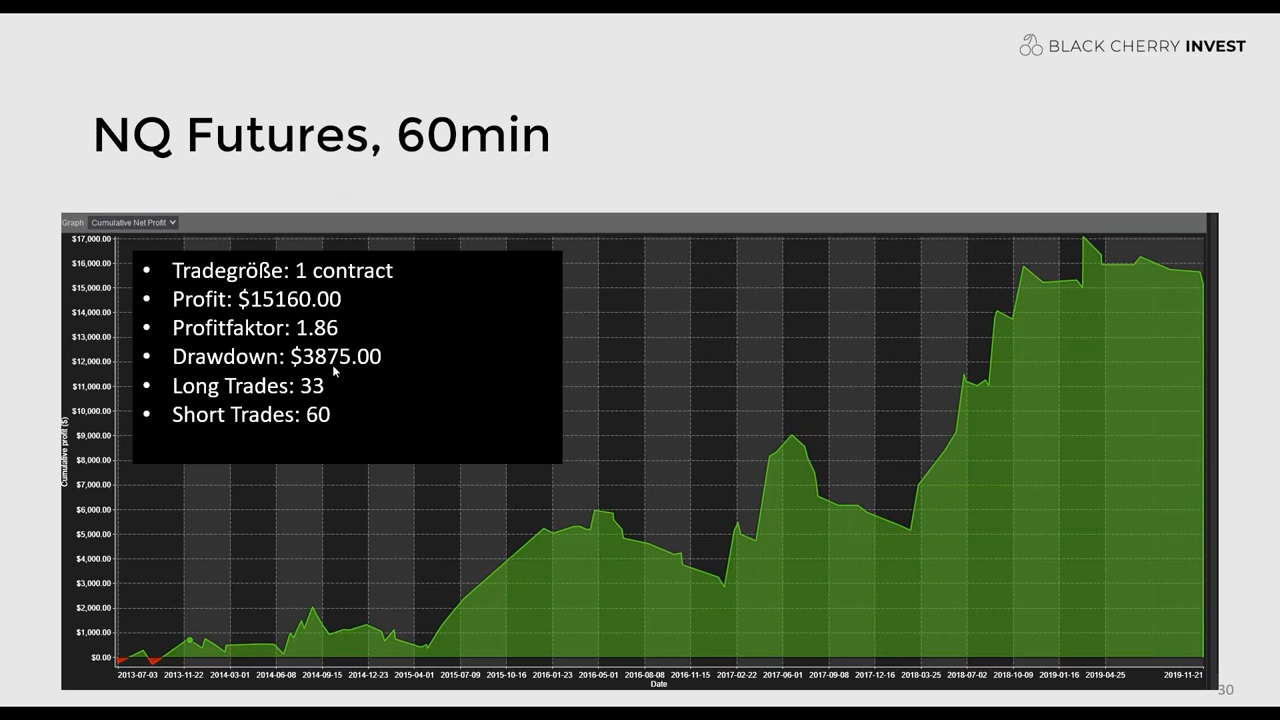 BLACK CHERRY INVEST
NQ Futures, 60min
Graph Cumulative Net Profit
• Tradegröße: 1 contract
• Profit: $15160.00
• Profitfaktor: 1.86
• Drawdown: $3875.00
• Long Trades: 33
• Short Trades: 60
$17,000.00
$16,000.00
$15,000.00
$14,000.00
$13,000.00
$12,000.00
$11,000.00
$10,000.00
$9,000.00
$8,000.00
$7,000.00
$6,000.00
$5,000.00
$4,000.00
$3,000.00
$2,000.00
$1,000.00
$0.00
Cumulative profit ($)
2013-07-03 2013-11-22 2014-03-01 2014-06-08 2014-09-15 2014-12-23 2015-04-01 2015-07-09 2015-10-16 2016-01-23 2016-05-01 2016-08-08 2016-11-15 2017-02-22 2017-06-01 2017-09-08 2017-12-16 2018-03-25 2018-07-02 2018-10-09 2019-01-16 2019-04-25 2019-11-21
Date
30